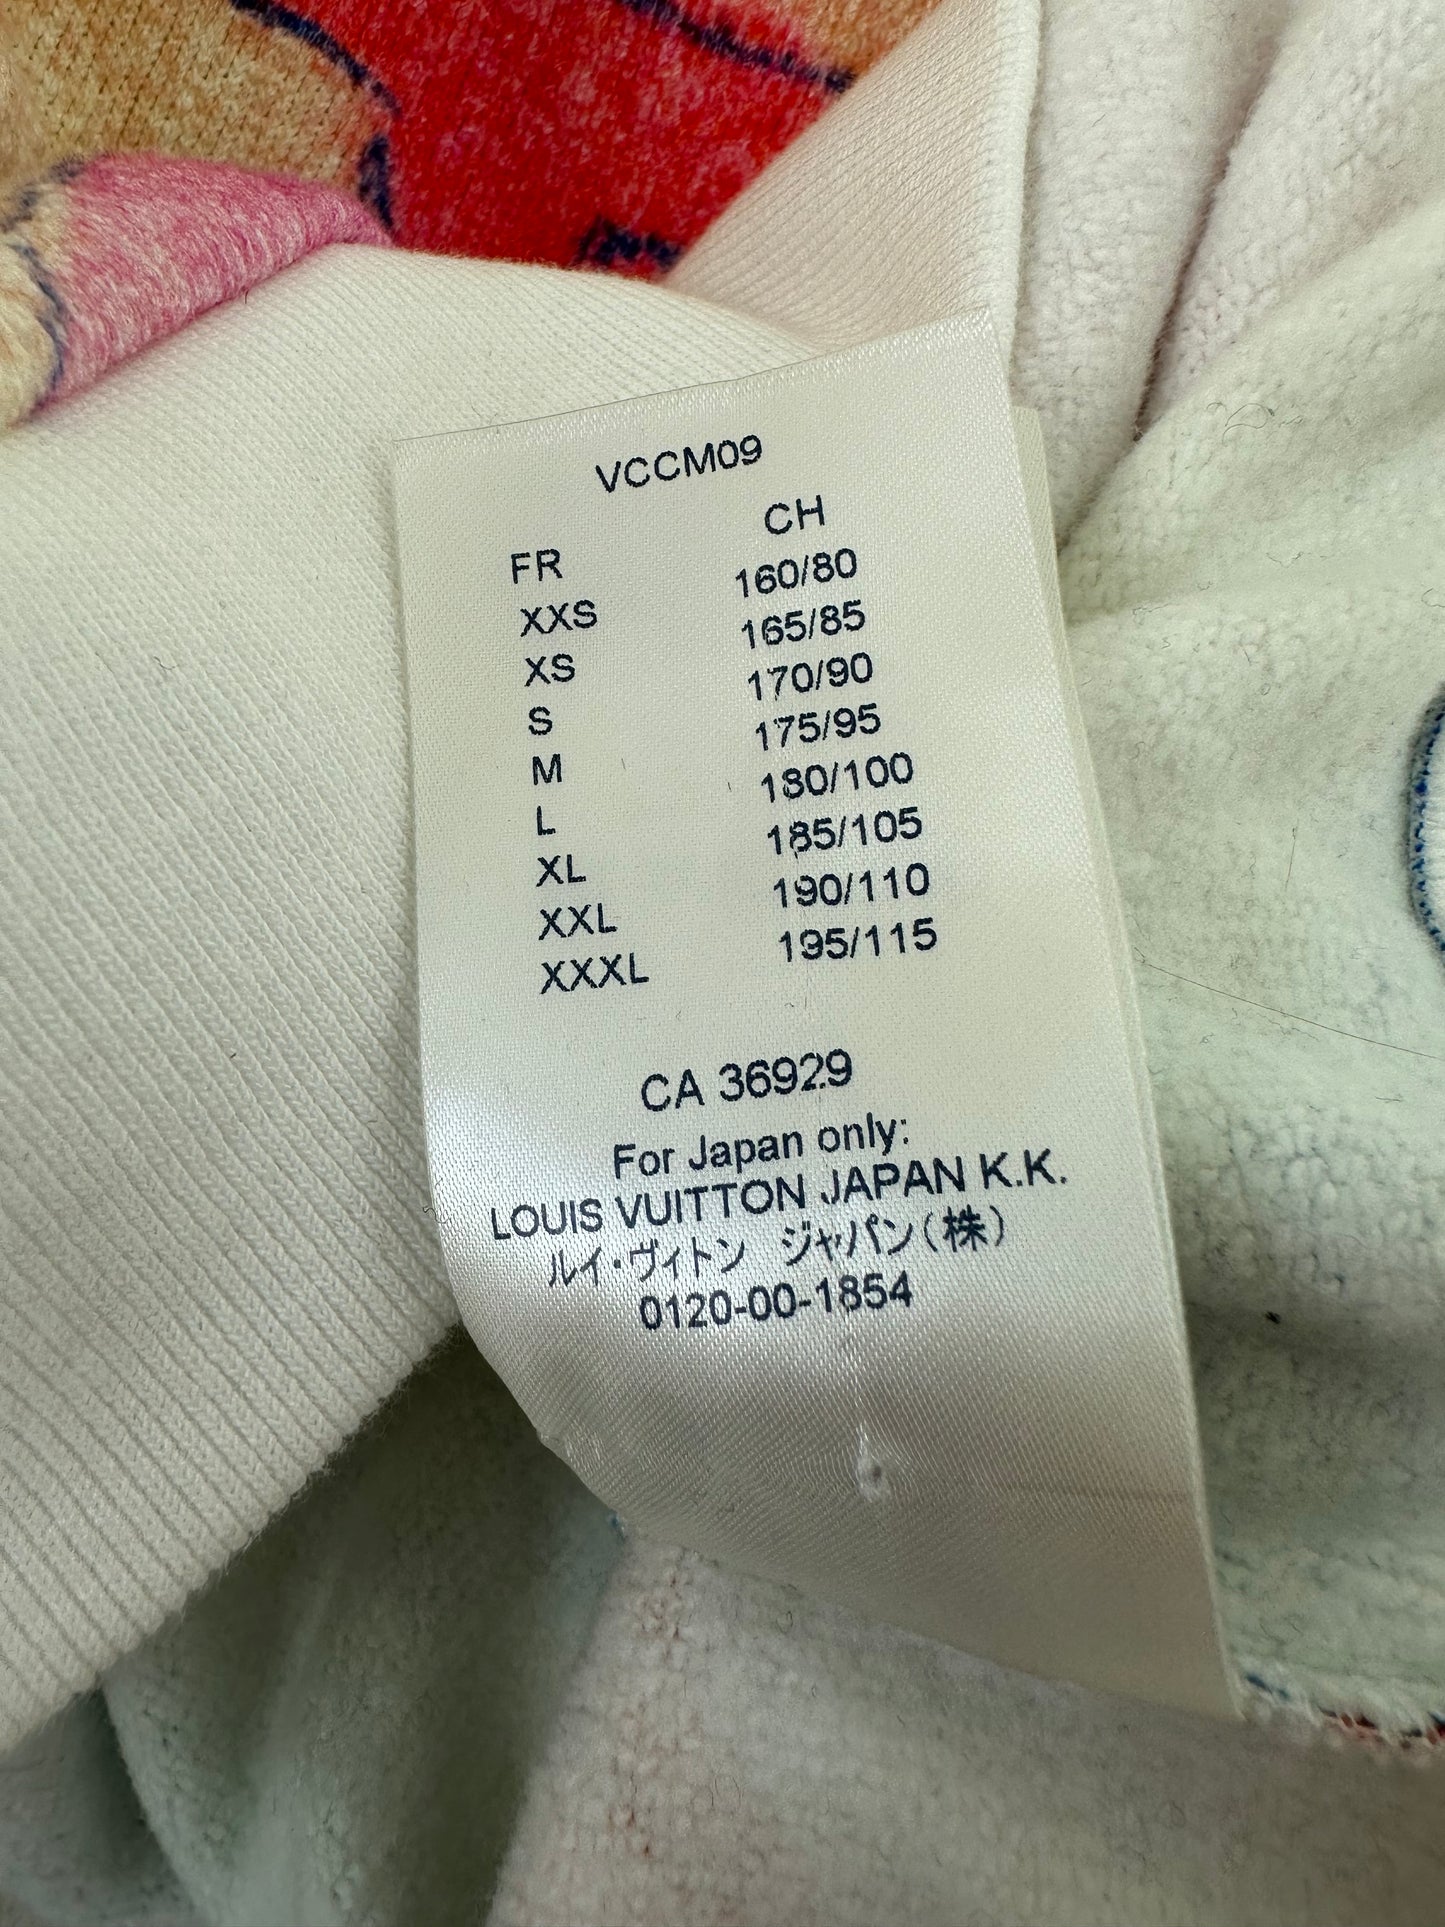 VCCM09
FR CH
XXS 160/80
XS 165/85
S 170/90
M 175/95
L 180/100
XL 185/105
XXL 190/110
XXXL 195/115
CA 36929
For Japan only:
LOUIS VUITTON JAPAN K.K.
ルイ・ヴィトン ジャパン(株)
0120-00-1854